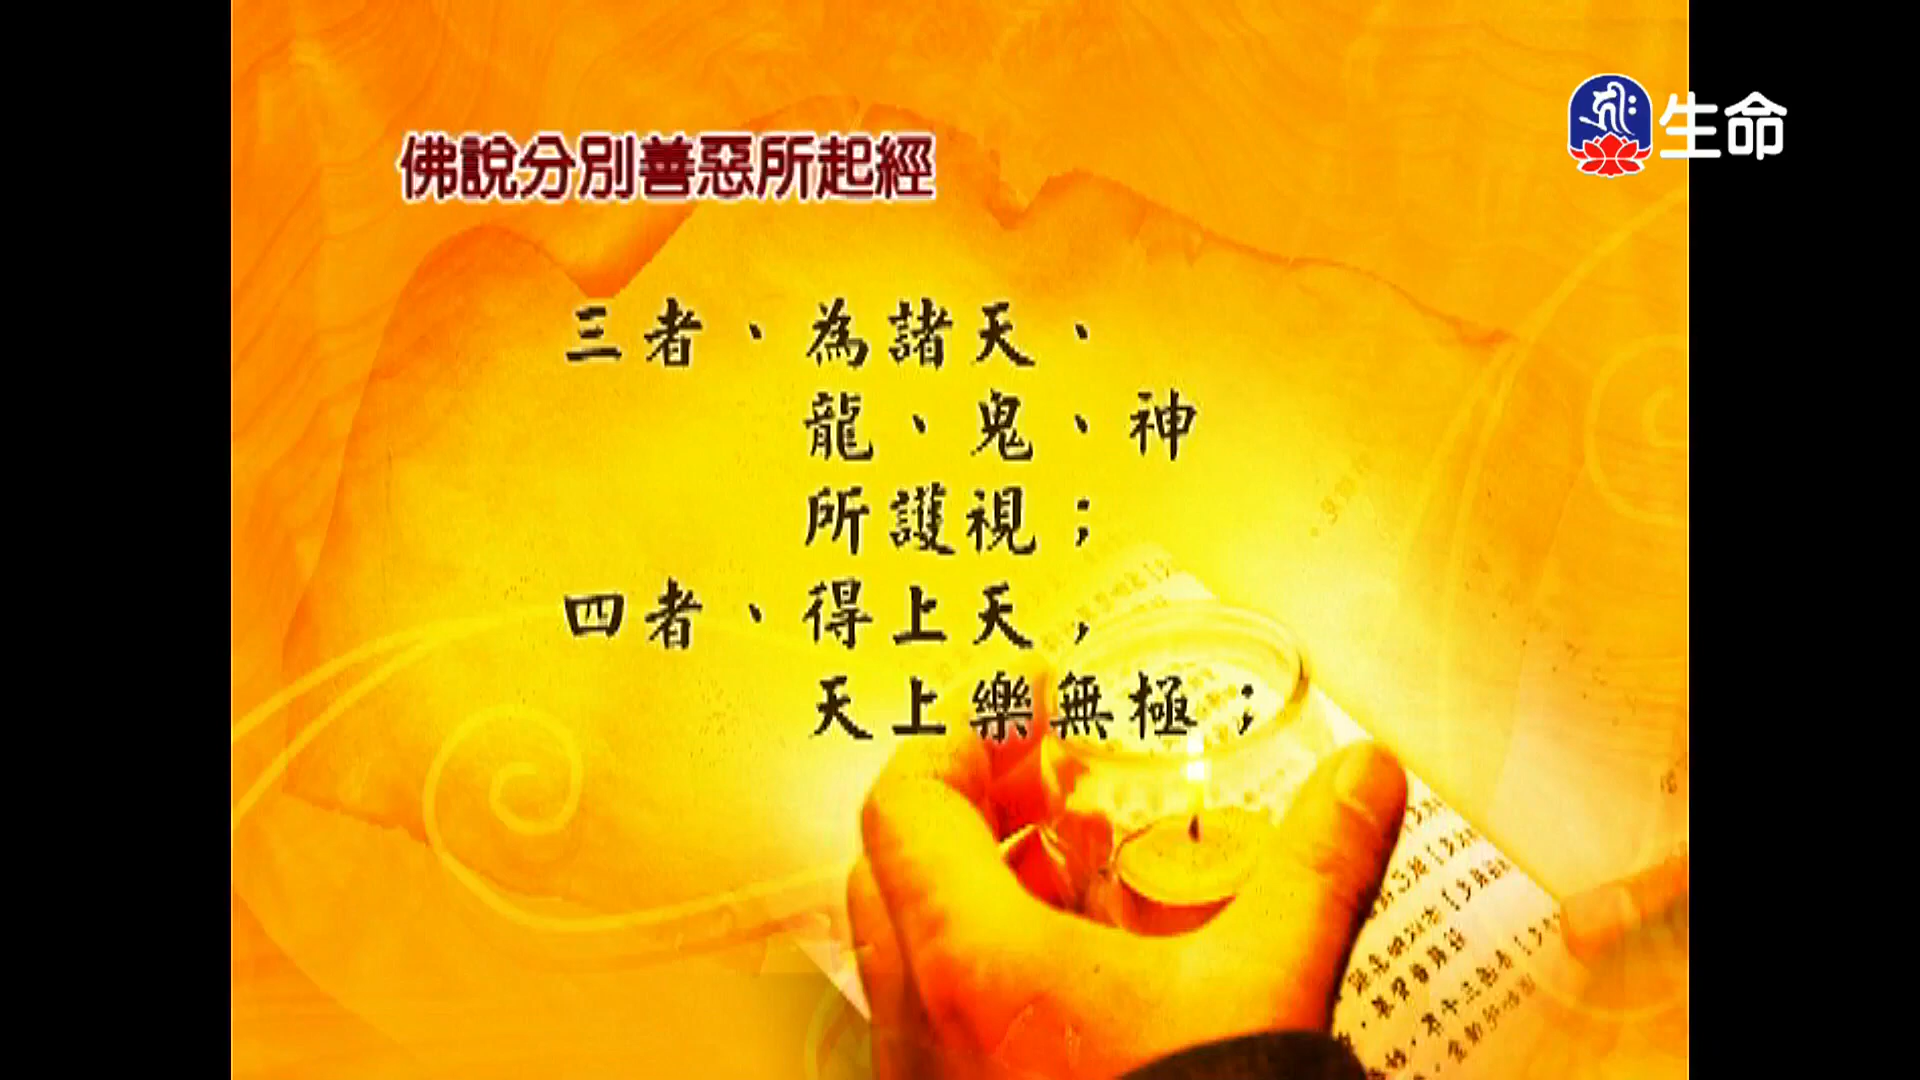 佛說分別善惡所起經
生命
三者、為諸天、
龍、鬼、神
所護視；
四者、得上天，
天上樂無極；